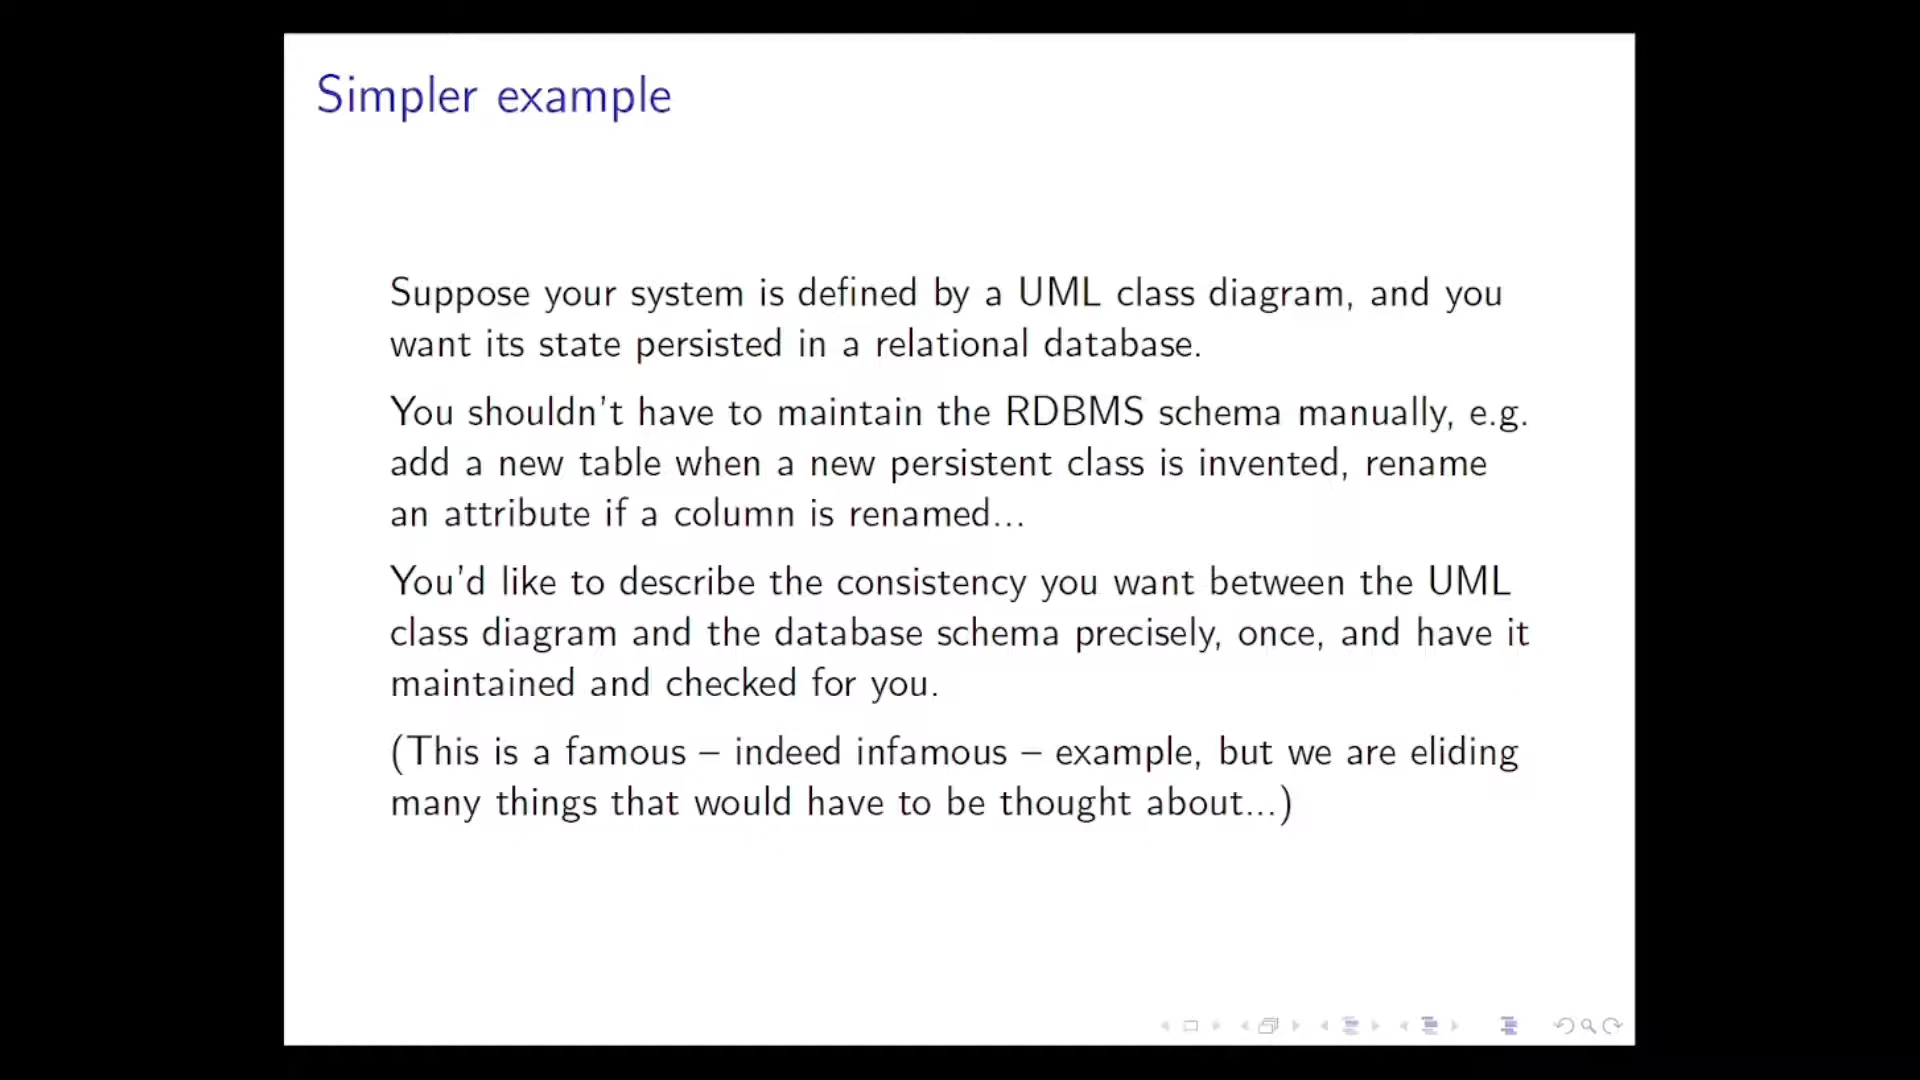 Simpler example
Suppose your system is defined by a UML class diagram, and you
want its state persisted in a relational database.
You shouldn't have to maintain the RDBMS schema manually, e.g.
add a new table when a new persistent class is invented, rename
an attribute if a column is renamed...
You'd like to describe the consistency you want between the UML
class diagram and the database schema precisely, once, and have it
maintained and checked for you.
(This is a famous – indeed infamous – example, but we are eliding
many things that would have to be thought about...)